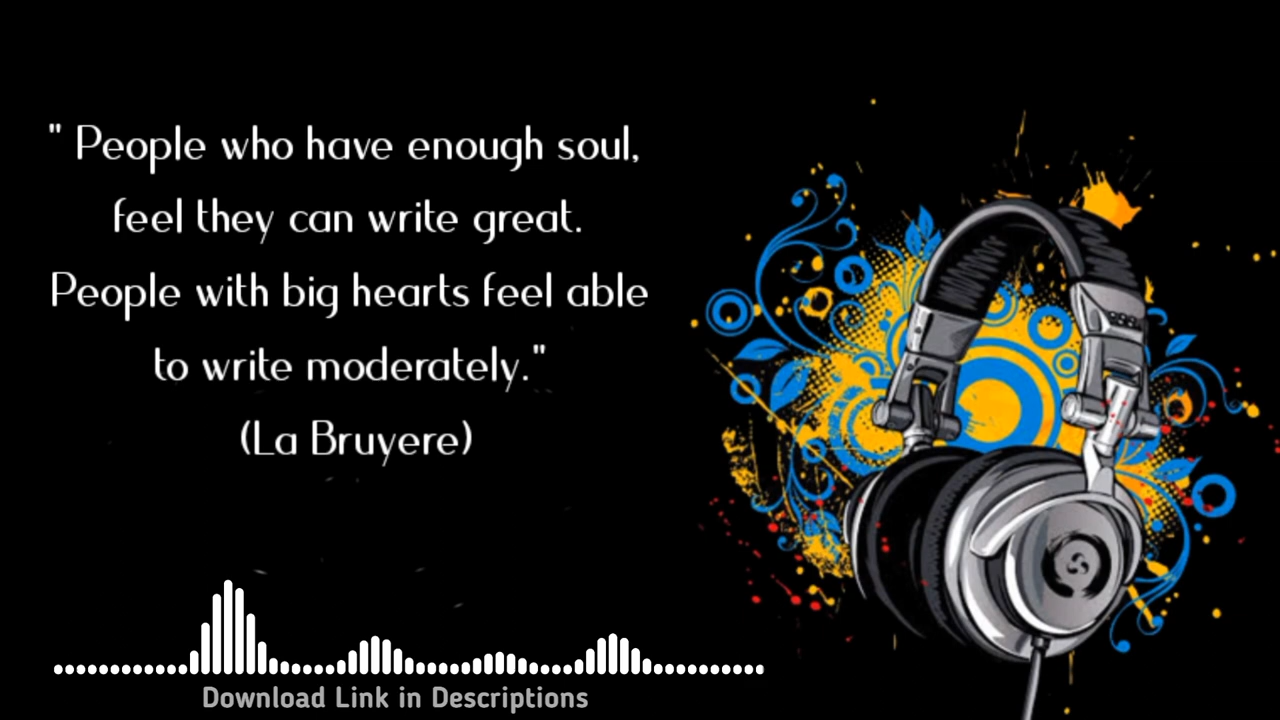 " People who have enough soul,
feel they can write great.
People with big hearts feel able
to write moderately."
(La Bruyere)
Download Link in Descriptions